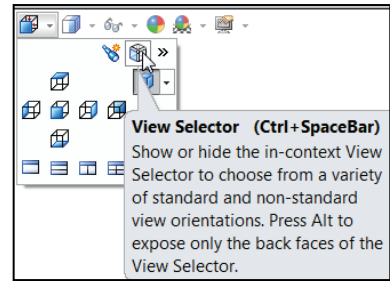 View Selector (Ctrl+SpaceBar)
Show or hide the in-context View
Selector to choose from a variety
of standard and non-standard
view orientations. Press Alt to
expose only the back faces of the
View Selector.